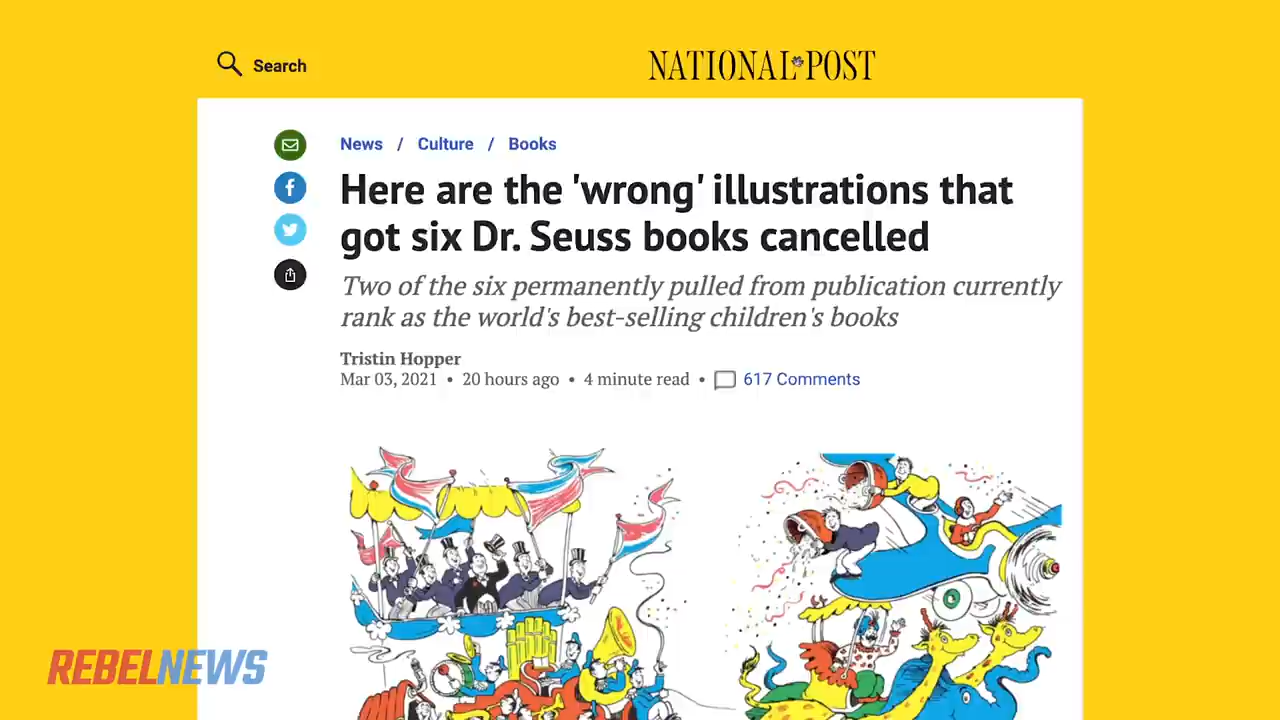 Search
NATIONAL POST
News / Culture / Books
Here are the 'wrong' illustrations that
got six Dr. Seuss books cancelled
Two of the six permanently pulled from publication currently
rank as the world's best-selling children's books
Tristin Hopper
Mar 03, 2021 • 20 hours ago • 4 minute read • 617 Comments
REBELNEWS